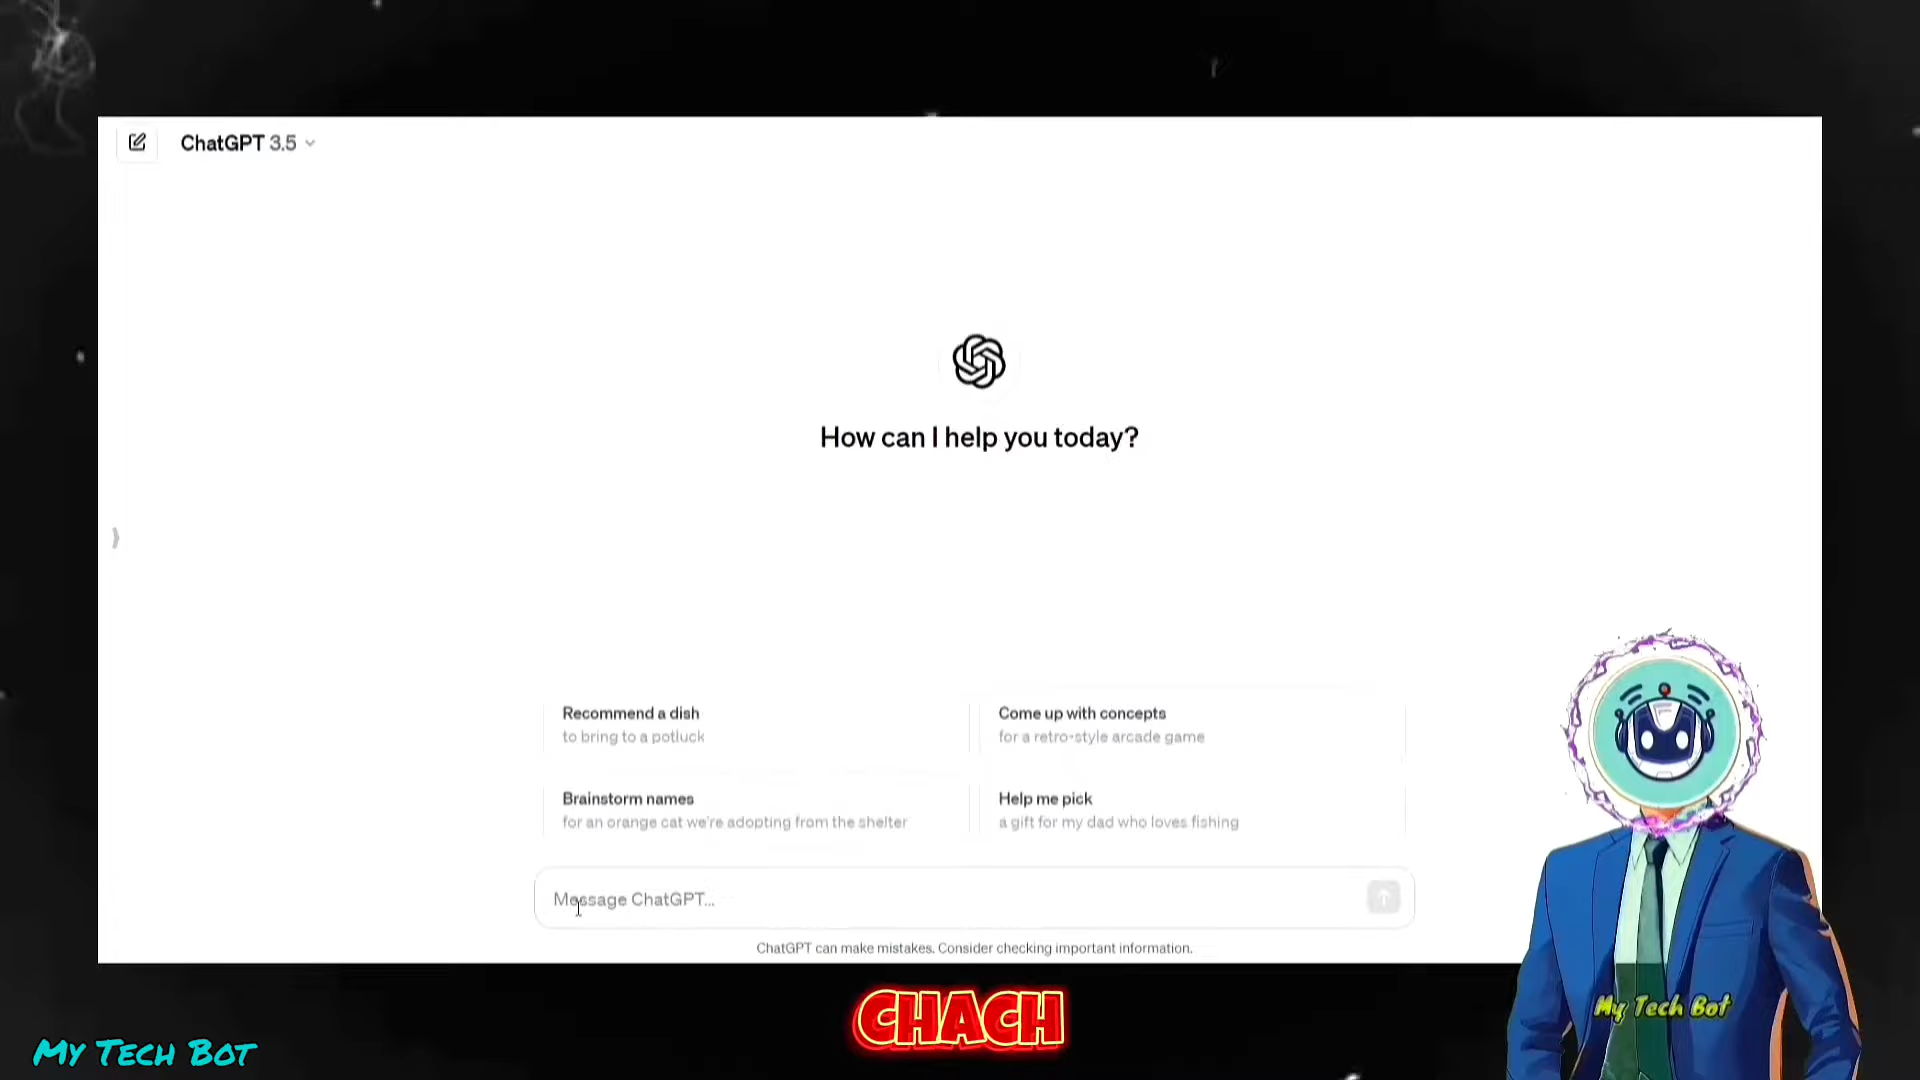 ChatGPT 3.5
How can I help you today?
Recommend a dish
to bring to a potluck
Come up with concepts
for a retro-style arcade game
Brainstorm names
for an orange cat we're adopting from the shelter
Help me pick
a gift for my dad who loves fishing
Message ChatGPT...
ChatGPT can make mistakes. Consider checking important information.
CHACH
My Tech Bot
My Tech Bot